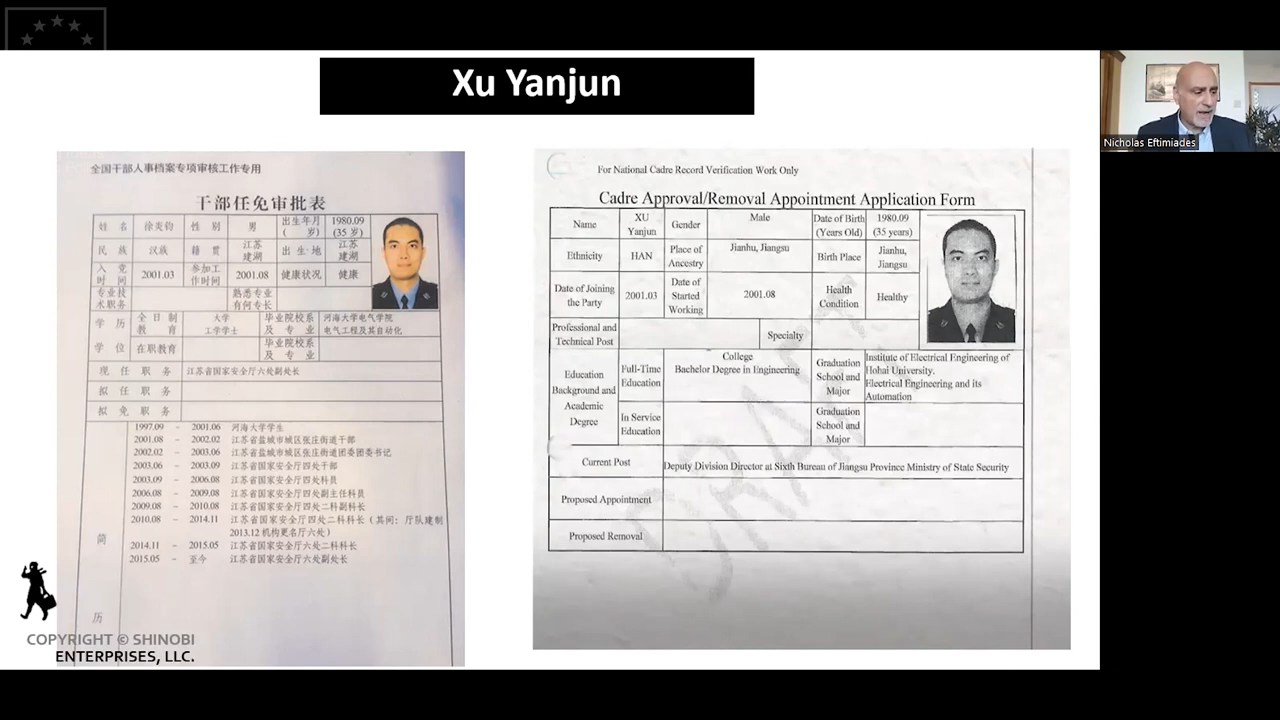 Xu Yanjun
Nicholas Eftimiades
全国干部人事档案专项审核工作专用
干部任免审批表
姓 名 徐炎钧 性 别 男 出生年月 ( 岁) 1980.09 (35 岁)
民 族 汉族 籍 贯 江苏 建湖 出 生 地 江苏 建湖
入 党 时 间 2001.03 参加工 作时间 2001.08 健康状况 健康
专业技 术职务 熟悉专业 有何专长
学 历 学 位 全 日 制 教 育 大学 工学学士 毕业院校系 及 专 业 河海大学电气学院 电气工程及其自动化
在职教育 毕业院校系 及 专 业
现 任 职 务 江苏省国家安全厅六处副处长
拟 任 职 务
拟 免 职 务
简 历
1997.09 - 2001.06 河海大学学生
2001.08 - 2002.02 江苏省盐城市城区张庄街道干部
2002.02 - 2003.06 江苏省盐城市城区张庄街道团委团委书记
2003.06 - 2003.09 江苏省国家安全厅四处干部
2003.09 - 2006.08 江苏省国家安全厅四处科员
2006.08 - 2009.08 江苏省国家安全厅四处副主任科员
2009.08 - 2010.08 江苏省国家安全厅四处二科副科长
2010.08 - 2014.11 江苏省国家安全厅四处二科科长（其间：厅队建制
2013.12 机构更名厅六处）
2014.11 - 2015.05 江苏省国家安全厅六处二科科长
2015.05 - 至今 江苏省国家安全厅六处副处长
For National Cadre Record Verification Work Only
Cadre Approval/Removal Appointment Application Form
Name XU Yanjun Gender Male Date of Birth (Years Old) 1980.09 (35 years)
Ethnicity HAN Place of Ancestry Jianhu, Jiangsu Birth Place Jianhu, Jiangsu
Date of Joining the Party 2001.03 Date of Started Working 2001.08 Health Condition Healthy
Professional and Technical Post Specialty
Education Background and Academic Degree Full-Time Education College Bachelor Degree in Engineering Graduation School and Major Institute of Electrical Engineering of Hohai University. Electrical Engineering and its Automation
In Service Education Graduation School and Major
Current Post Deputy Division Director at Sixth Bureau of Jiangsu Province Ministry of State Security
Proposed Appointment
Proposed Removal
DRAFT
COPYRIGHT © SHINOBI
ENTERPRISES, LLC.